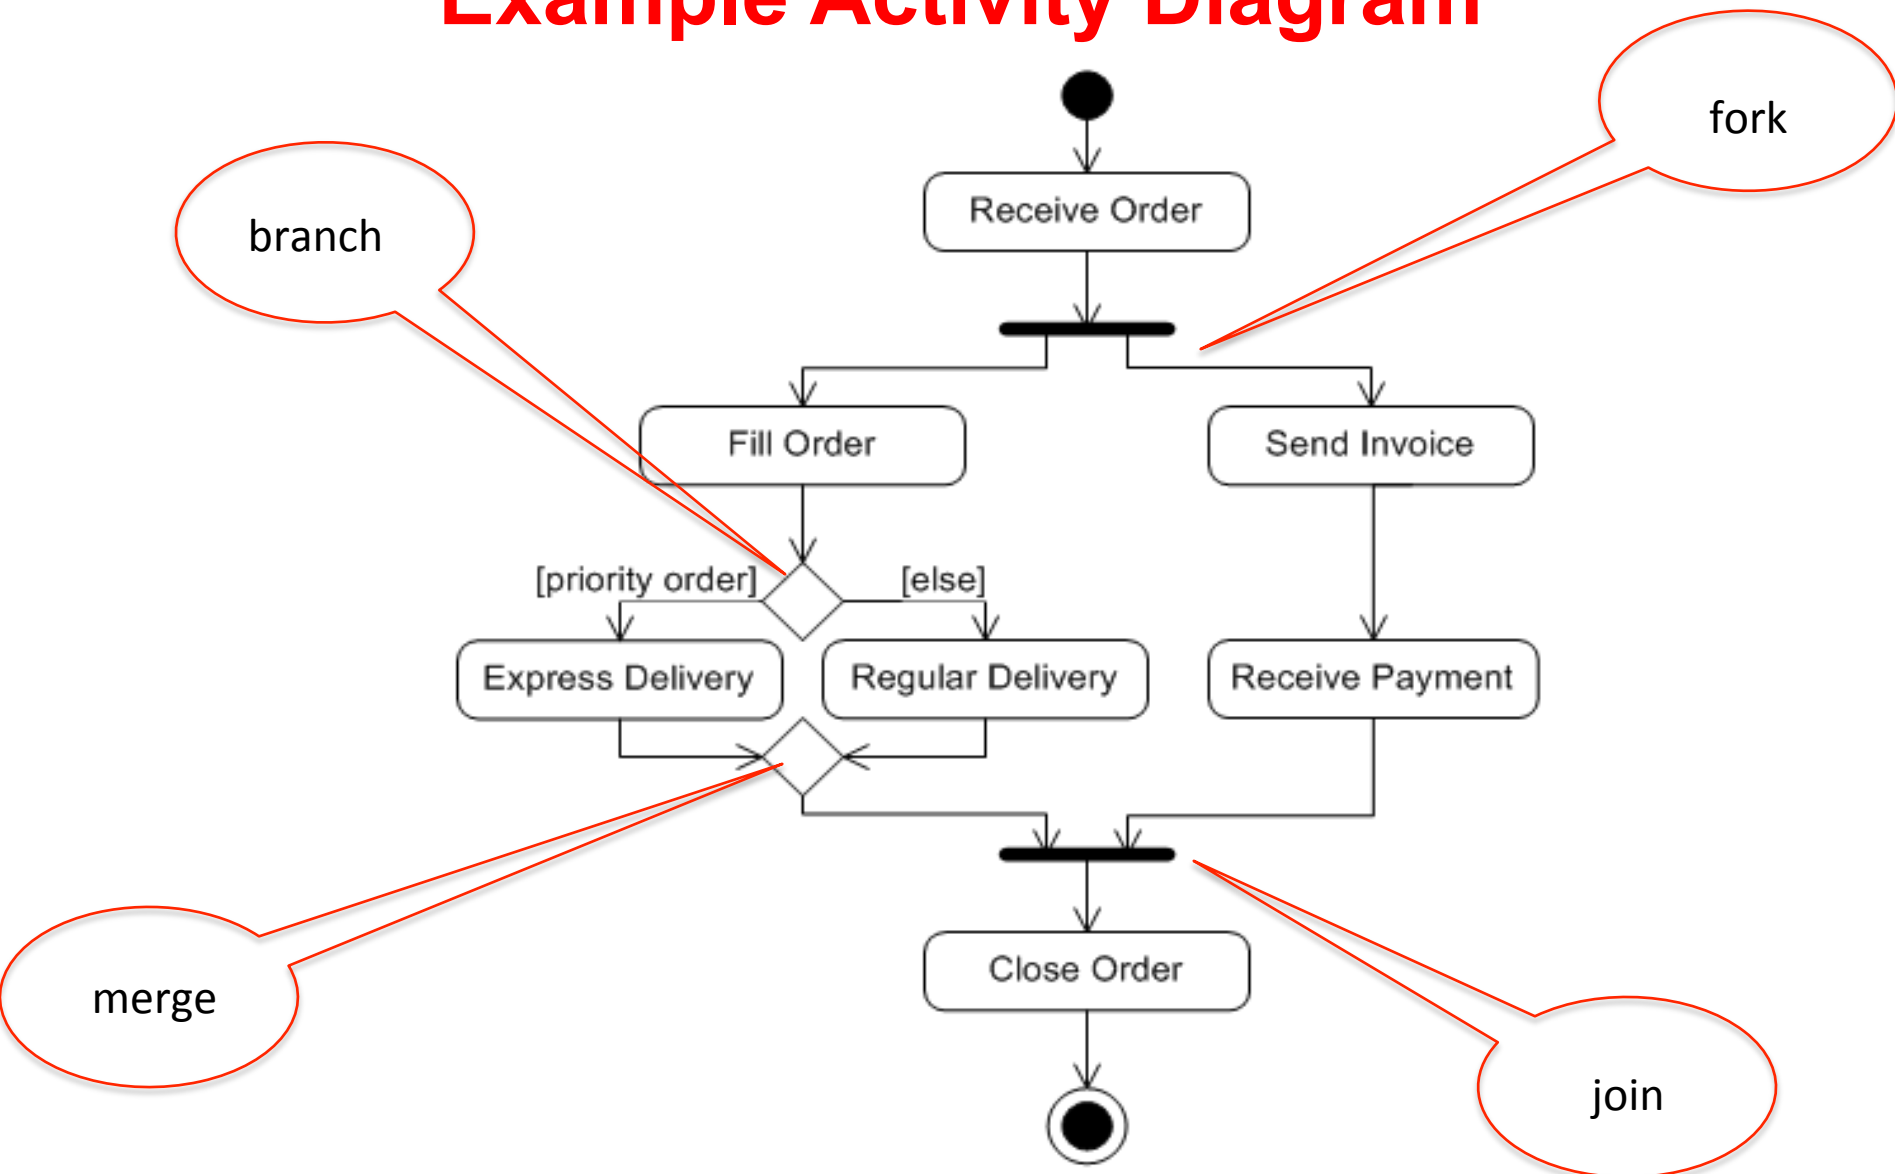 Example Activity Diagram
fork
branch
Receive Order
Fill Order
Send Invoice
[priority order]
[else]
Express Delivery
Regular Delivery
Receive Payment
merge
Close Order
join